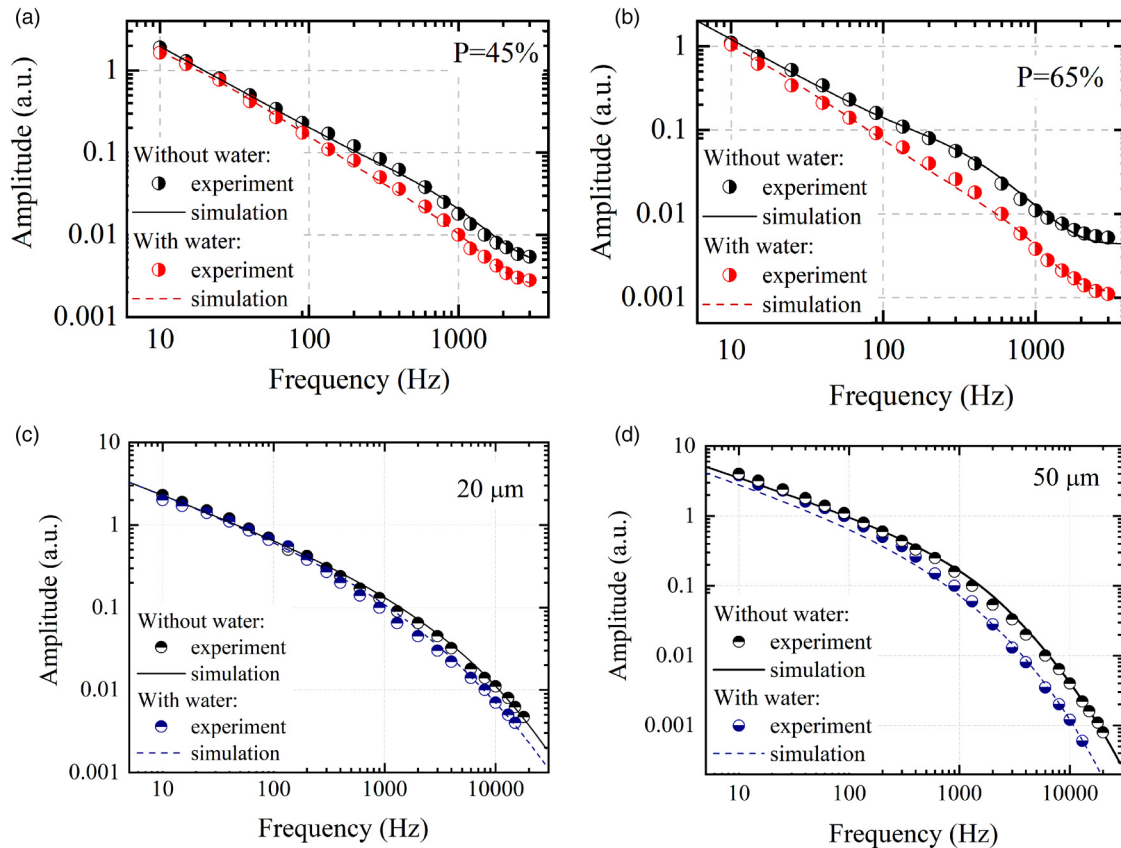 (a)
P=45%
Amplitude (a.u.)
1
0.1
0.01
0.001
Without water:
experiment
simulation
With water:
experiment
simulation
10
100
1000
Frequency (Hz)
(b)
P=65%
Amplitude (a.u.)
1
0.1
0.01
0.001
Without water:
experiment
simulation
With water:
experiment
simulation
10
100
1000
Frequency (Hz)
(c)
20 µm
Amplitude (a.u.)
10
1
0.1
0.01
0.001
Without water:
experiment
simulation
With water:
experiment
simulation
10
100
1000
10000
Frequency (Hz)
(d)
50 µm
Amplitude (a.u.)
10
1
0.1
0.01
0.001
Without water:
experiment
simulation
With water:
experiment
simulation
10
100
1000
10000
Frequency (Hz)